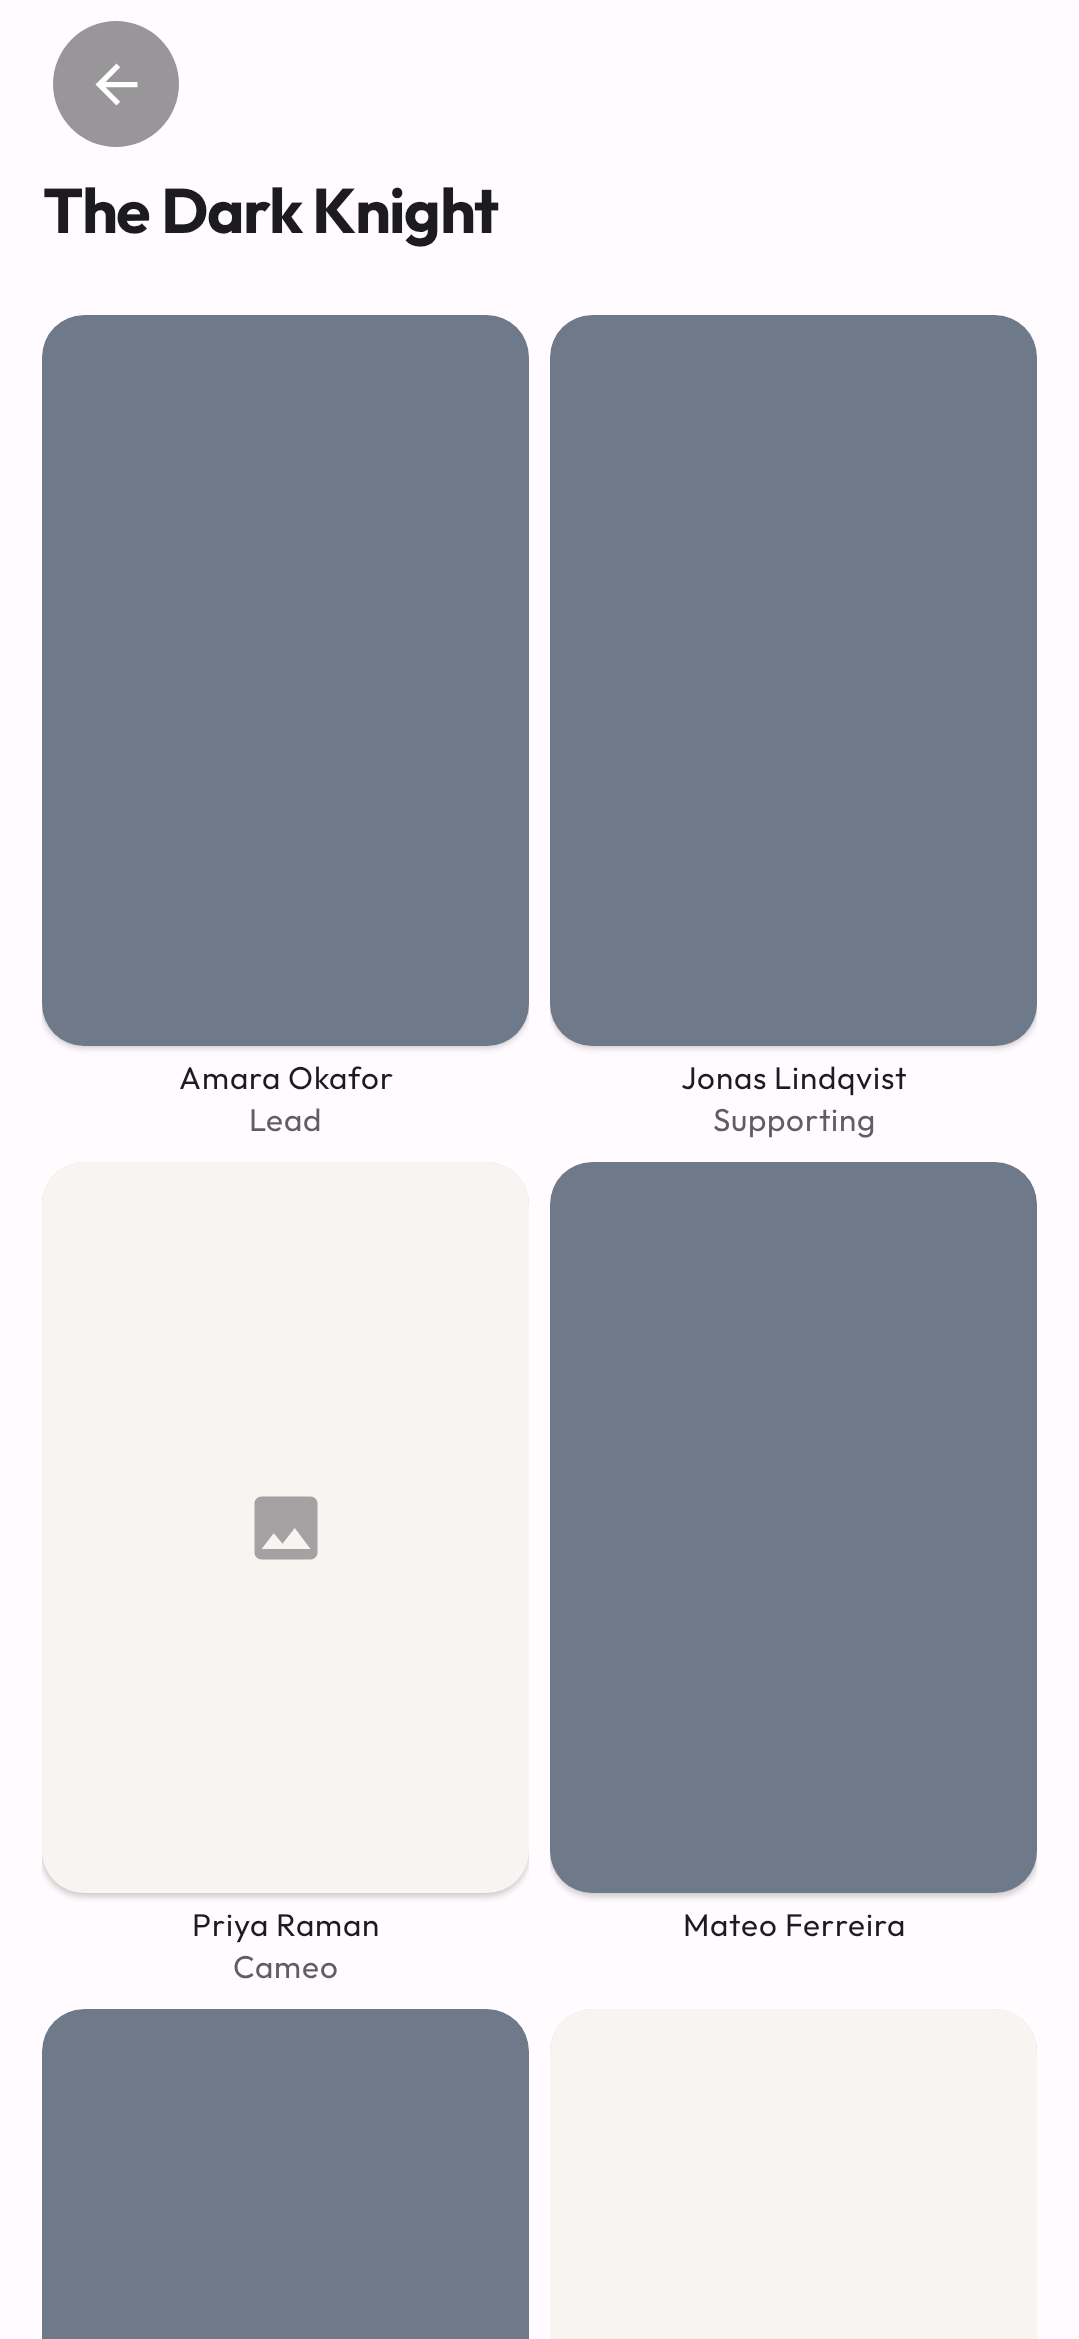 The Dark Knight
Amara Okafor
Lead
Jonas Lindqvist
Supporting
Priya Raman
Cameo
Mateo Ferreira